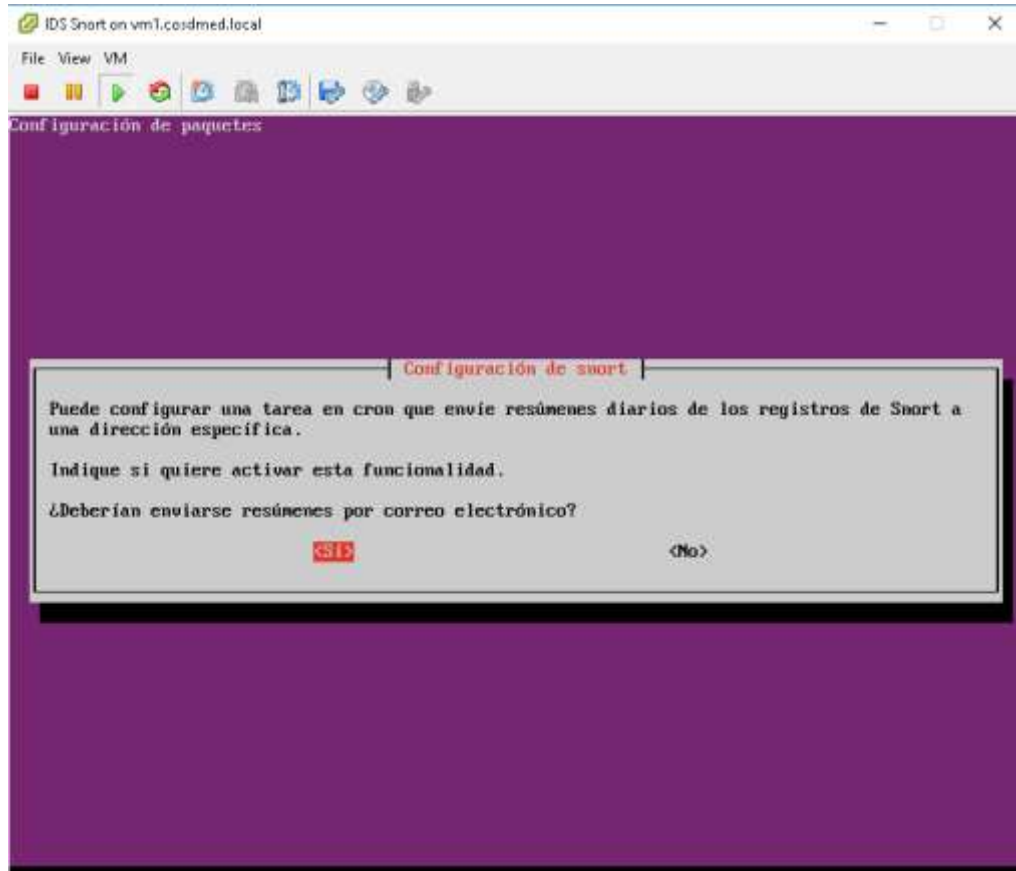 IDS Snort on vm1.cosdmed.local
File View VM
Configuración de paquetes
Configuración de snort
Puede configurar una tarea en cron que envíe resúmenes diarios de los registros de Snort a
una dirección específica.
Indique si quiere activar esta funcionalidad.
¿Deberían enviarse resúmenes por correo electrónico?
<Sí> <No>